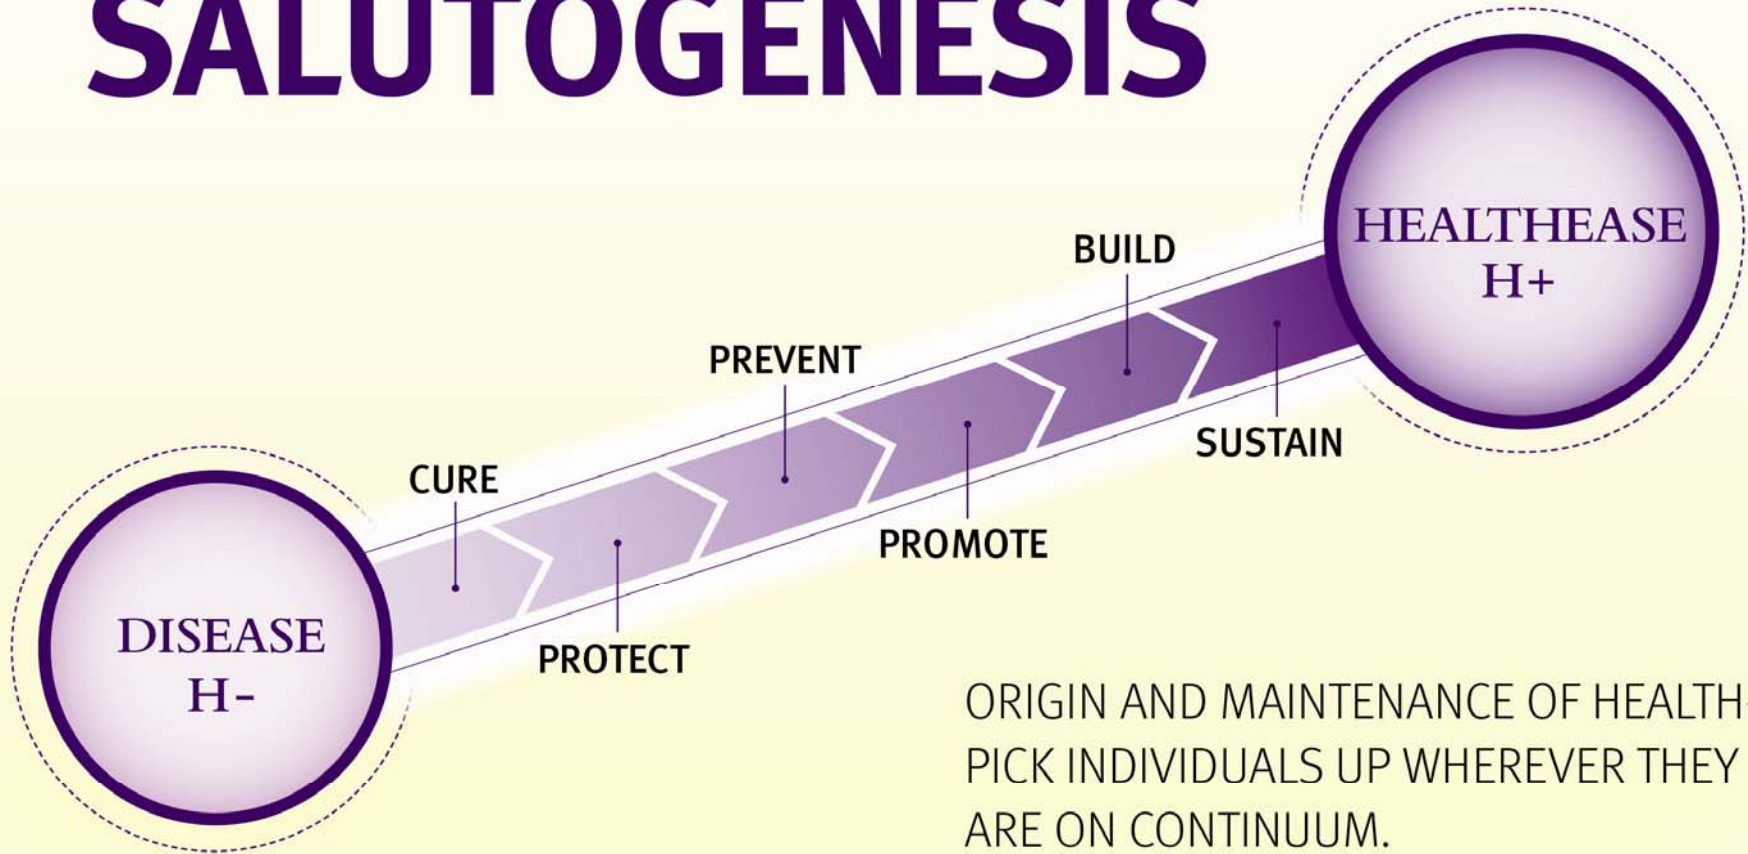 SALUTOGENESIS
HEALTHEASE
H+
BUILD
PREVENT
SUSTAIN
CURE
PROMOTE
DISEASE
H-
PROTECT
ORIGIN AND MAINTENANCE OF HEALTH-
PICK INDIVIDUALS UP WHEREVER THEY
ARE ON CONTINUUM.